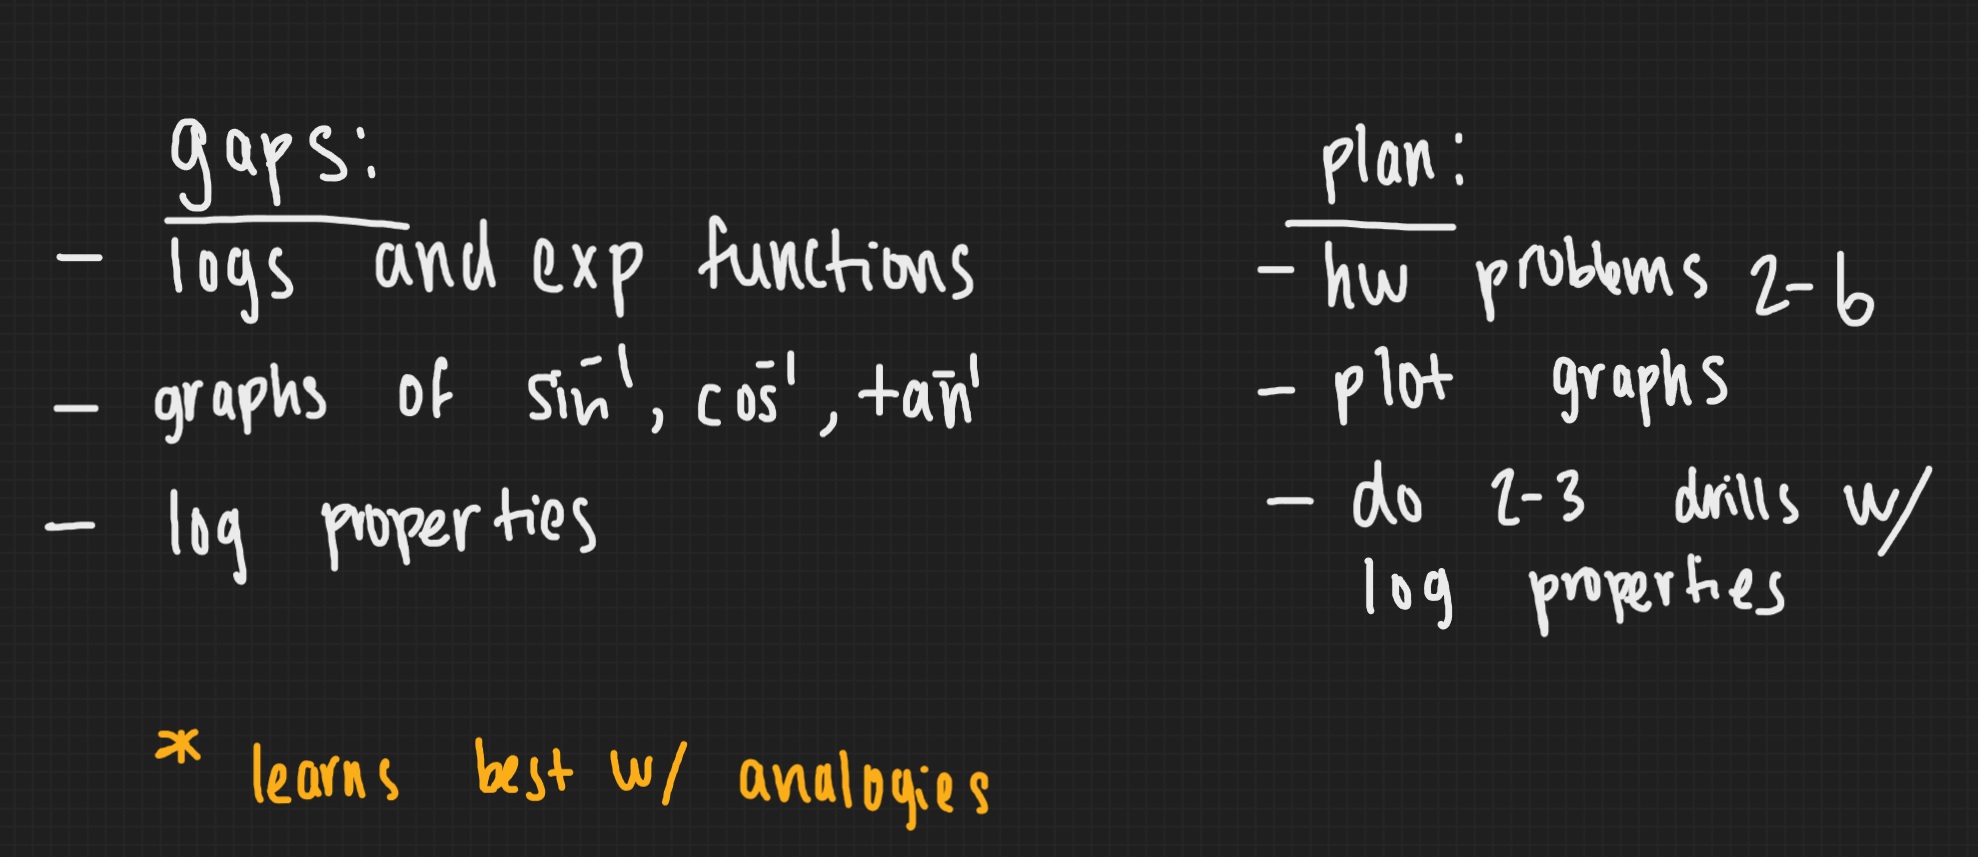 gaps:
- logs and exp functions
- graphs of sin⁻¹, cos⁻¹, tan⁻¹
- log properties
* learns best w/ analogies
plan:
- hw problems 2-6
- plot graphs
- do 2-3 drills w/
log properties